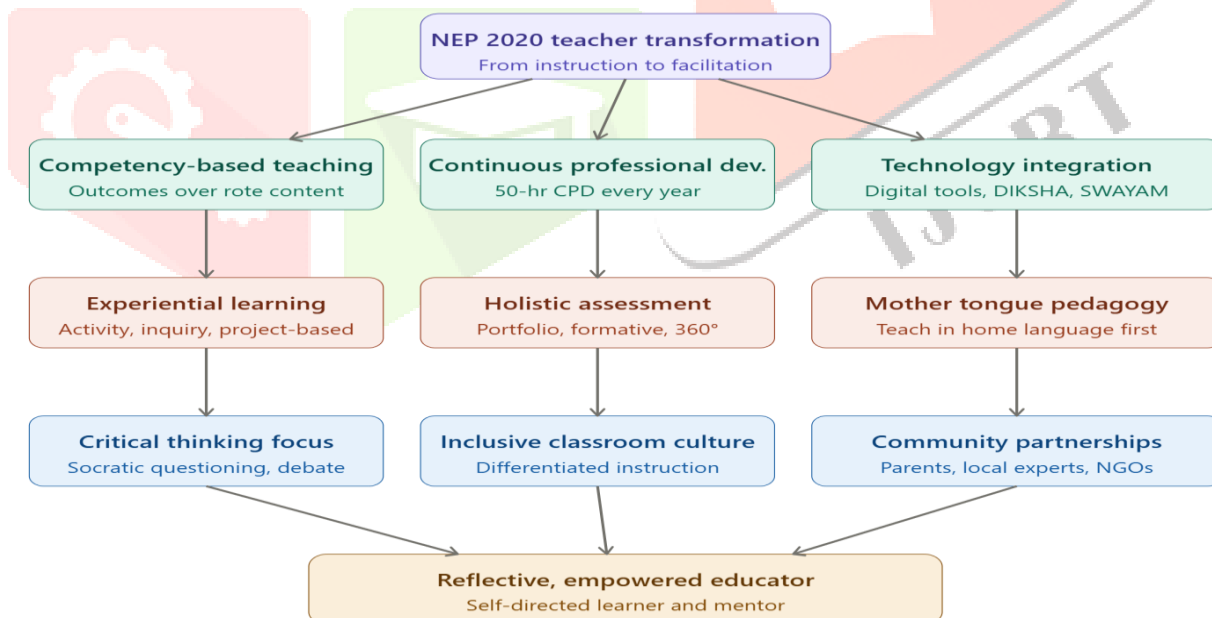 NEP 2020 teacher transformation
From instruction to facilitation
Competency-based teaching
Outcomes over rote content
Continuous professional dev.
50-hr CPD every year
Technology integration
Digital tools, DIKSHA, SWAYAM
Experiential learning
Activity, inquiry, project-based
Holistic assessment
Portfolio, formative, 360°
Mother tongue pedagogy
Teach in home language first
Critical thinking focus
Socratic questioning, debate
Inclusive classroom culture
Differentiated instruction
Community partnerships
Parents, local experts, NGOs
Reflective, empowered educator
Self-directed learner and mentor